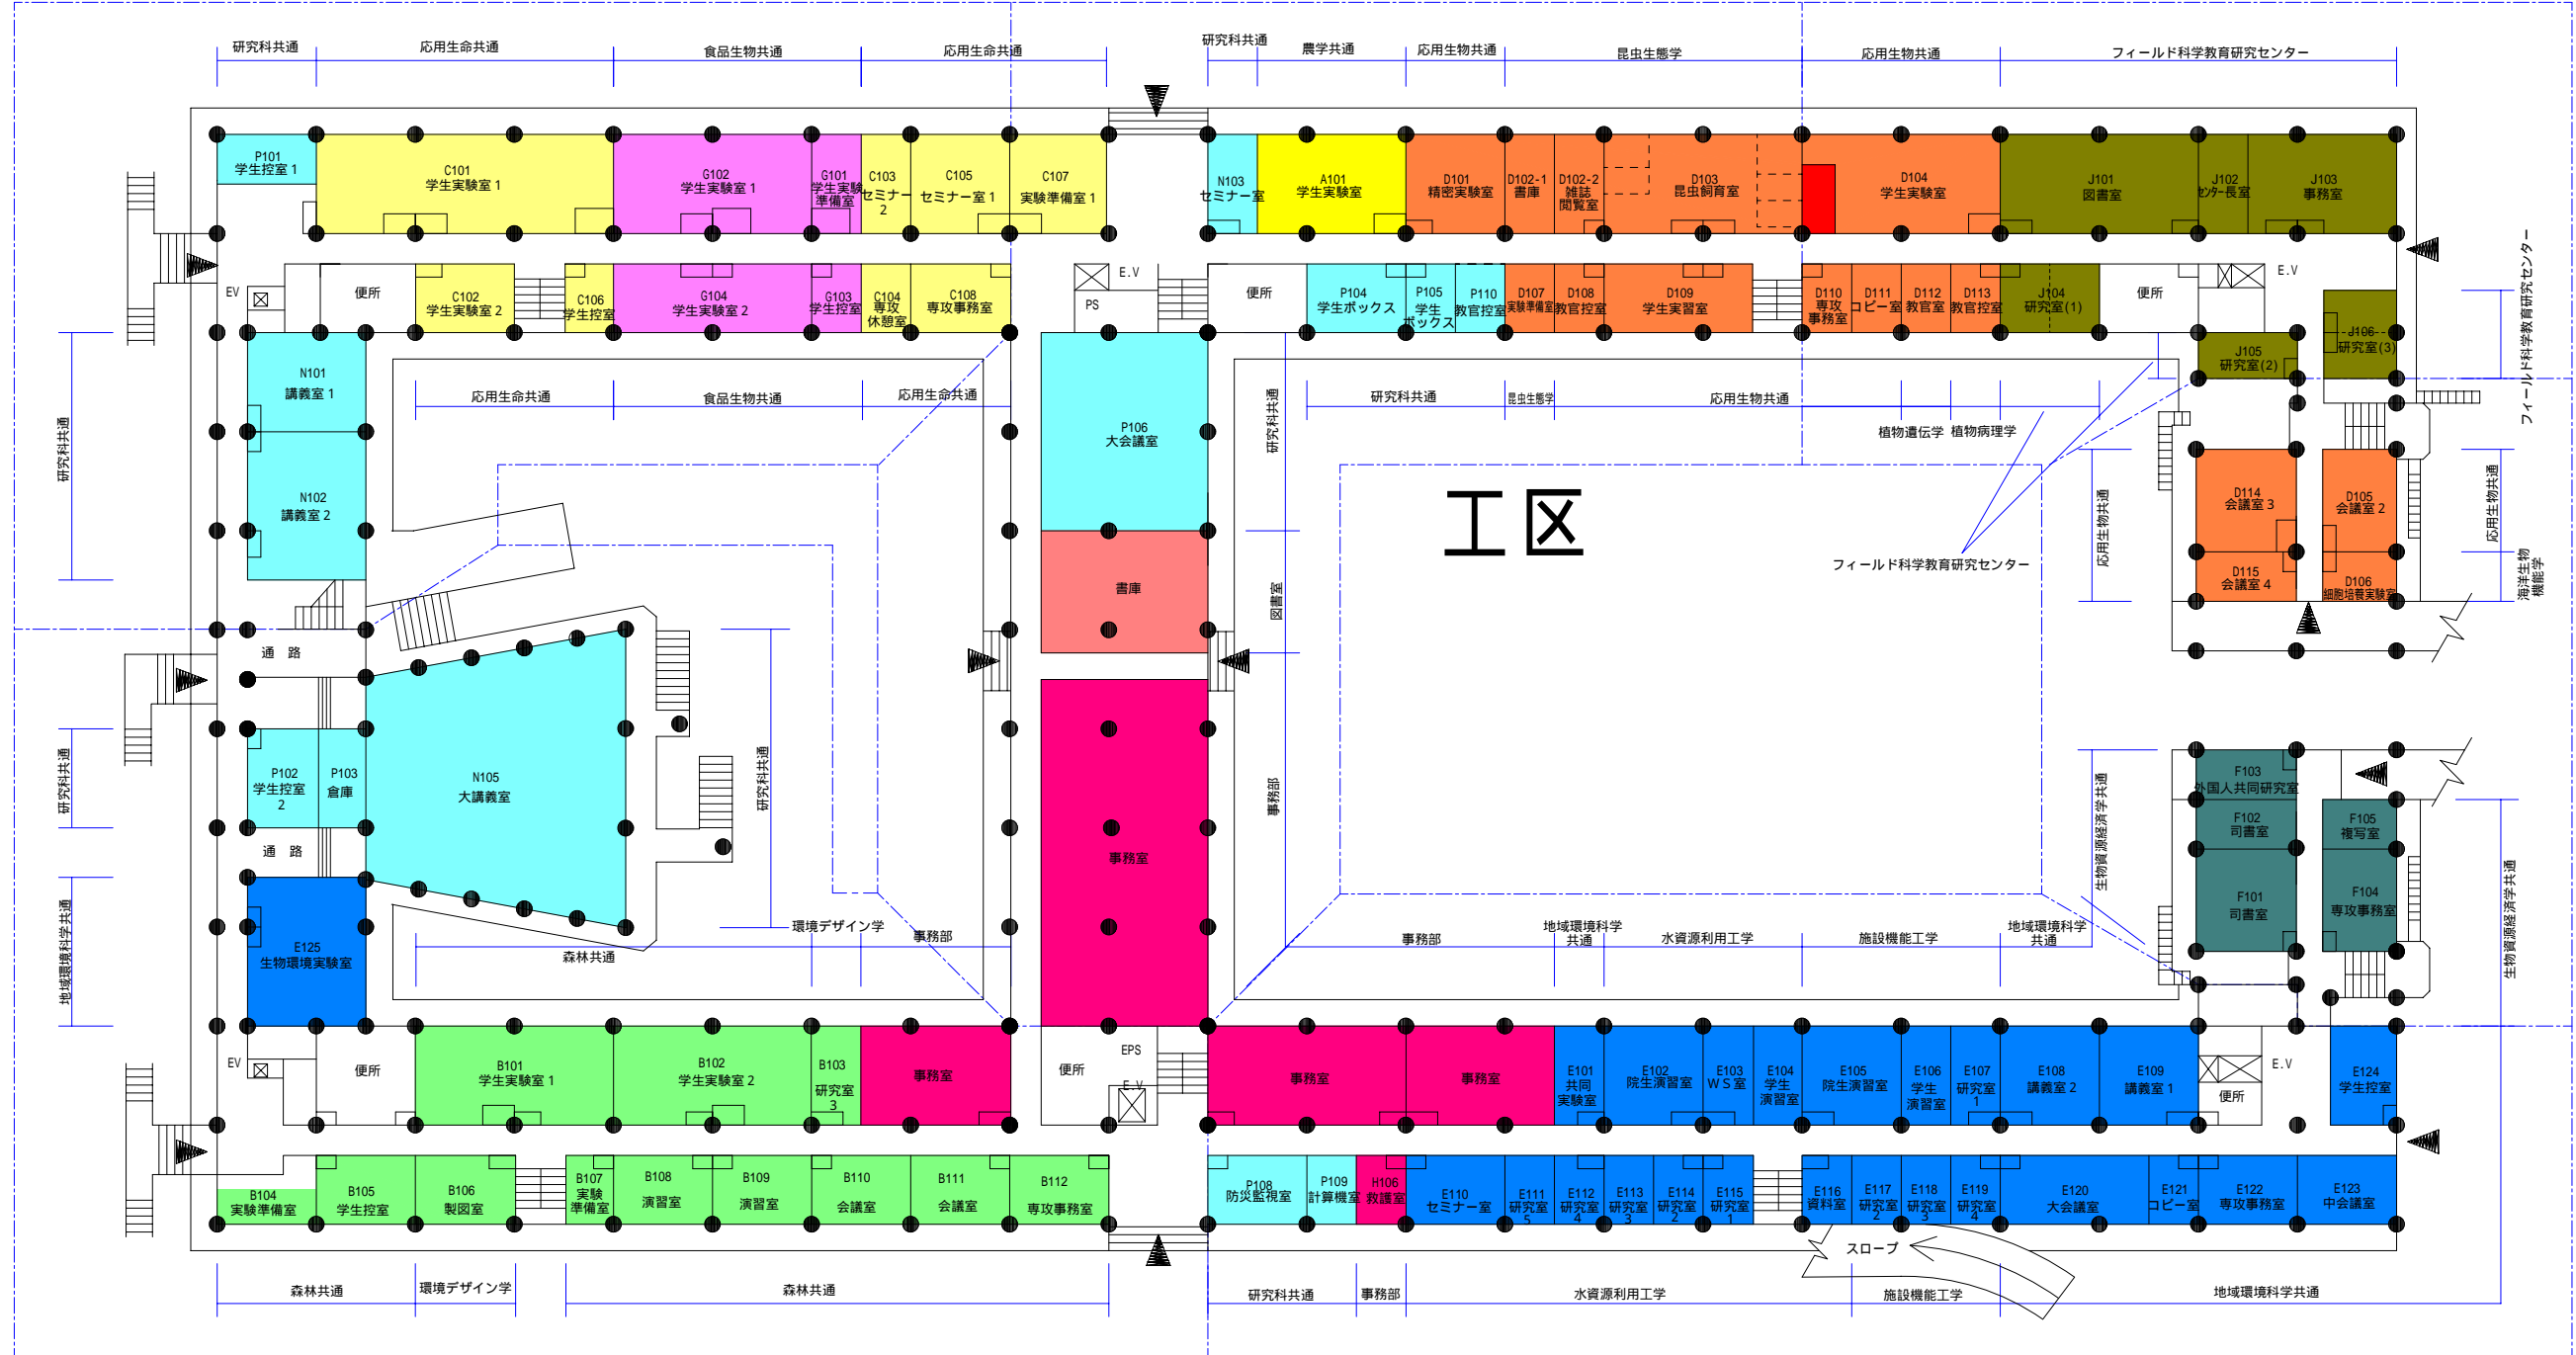 研究科共通
応用生命共通
食品生物共通
応用生命共通
研究科共通
農学共通
応用生物共通
昆虫生態学
応用生物共通
フィールド科学教育研究センター
P101
学生控室 1
C101
学生実験室 1
G102
学生実験室 1
G101
学生実験
準備室
C103
セミナー
2
C105
セミナー室 1
C107
実験準備室 1
N103
セミナー室
A101
学生実験室
D101
精密実験室
D102-1
書庫
D102-2
雑誌
閲覧室
D103
昆虫飼育室
D104
学生実験室
J101
図書室
J102
センター長室
J103
事務室
EV
便所
C102
学生実験室 2
C106
学生控室
G104
学生実験室 2
G103
学生控室
C104
専攻
休憩室
C108
専攻事務室
E.V
PS
便所
P104
学生ボックス
P105
学生
ボックス
P110
教官控室
D107
実験準備室
D108
教官控室
D109
学生実習室
D110
専攻
事務室
D111
コピー室
D112
教官室
D113
教官控室
J104
研究室(1)
便所
E.V
J105
研究室(2)
J106
研究室(3)
フィールド科学教育研究センター
フィールド科学教育研究センター
研究科共通
N101
講義室 1
N102
講義室 2
応用生命共通
食品生物共通
応用生命共通
P106
大会議室
書庫
研究科共通
図書室
事務部
研究科共通
昆虫生態学
応用生物共通
植物遺伝学
植物病理学
工区
応用生物共通
D114
会議室 3
D105
会議室 2
D115
会議室 4
D106
細胞培養実験室
応用生物共通
海洋生物
機能学
通 路
研究科共通
P102
学生控室
2
P103
倉庫
N105
大講義室
研究科共通
通 路
事務室
生物資源経済学共通
F103
外国人共同研究室
F102
司書室
F105
複写室
F101
司書室
F104
専攻事務室
生物資源経済学共通
地域環境科学共通
E125
生物環境実験室
森林共通
環境デザイン学
事務部
事務部
地域環境科学
共通
水資源利用工学
施設機能工学
地域環境科学
共通
EV
便所
B101
学生実験室 1
B102
学生実験室 2
B103
研究室
3
事務室
便所
EPS
E.V
事務室
事務室
E101
共同
実験室
E102
院生演習室
E103
WS室
E104
学生
演習室
E105
院生演習室
E106
学生
演習室
E107
研究室
1
E108
講義室 2
E109
講義室 1
便所
E.V
E124
学生控室
B104
実験準備室
B105
学生控室
B106
製図室
B107
実験
準備室
B108
演習室
B109
演習室
B110
会議室
B111
会議室
B112
専攻事務室
P108
防災監視室
P109
計算機室
H106
救護室
E110
セミナー室
E111
研究室
5
E112
研究室
4
E113
研究室
3
E114
研究室
2
E115
研究室
1
E116
資料室
E117
研究室
2
E118
研究室
3
E119
研究室
4
E120
大会議室
E121
コピー室
E122
専攻事務室
E123
中会議室
スロープ
森林共通
環境デザイン学
森林共通
研究科共通
事務部
水資源利用工学
施設機能工学
地域環境科学共通